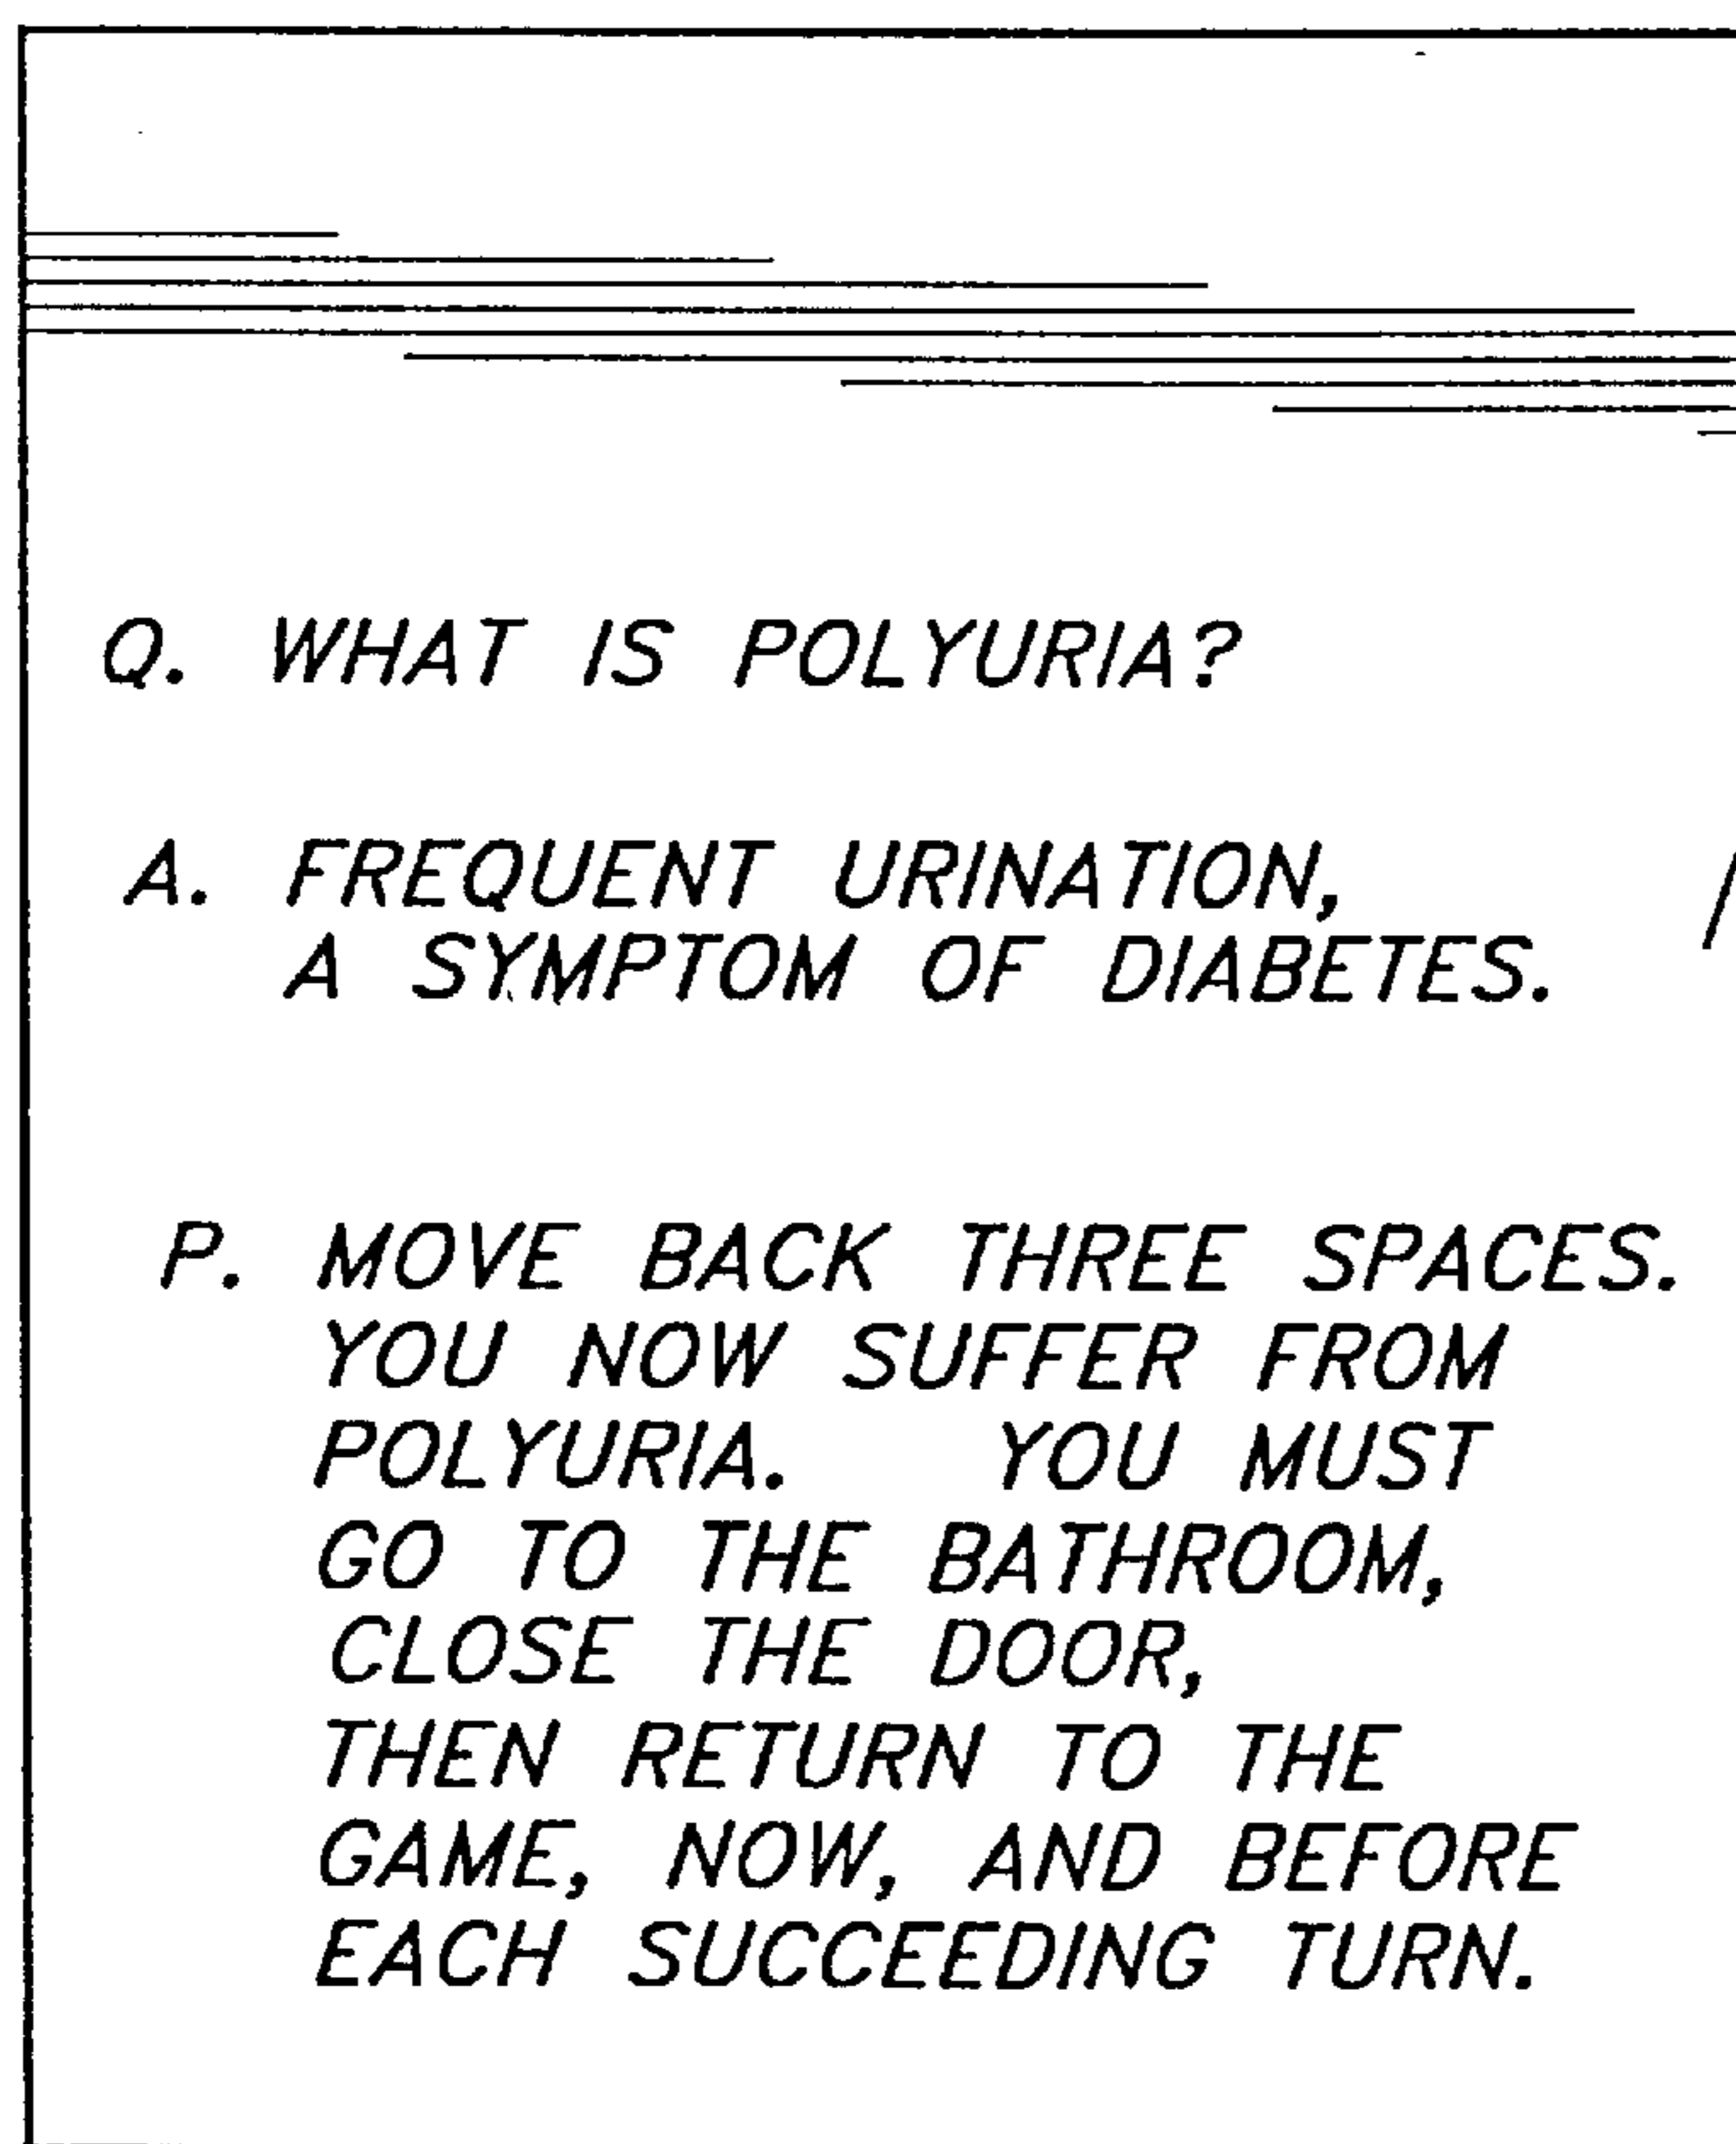 Q. WHAT IS POLYURIA?
A. FREQUENT URINATION,
A SYMPTOM OF DIABETES.
P. MOVE BACK THREE SPACES.
YOU NOW SUFFER FROM
POLYURIA. YOU MUST
GO TO THE BATHROOM,
CLOSE THE DOOR,
THEN RETURN TO THE
GAME, NOW, AND BEFORE
EACH SUCCEEDING TURN.